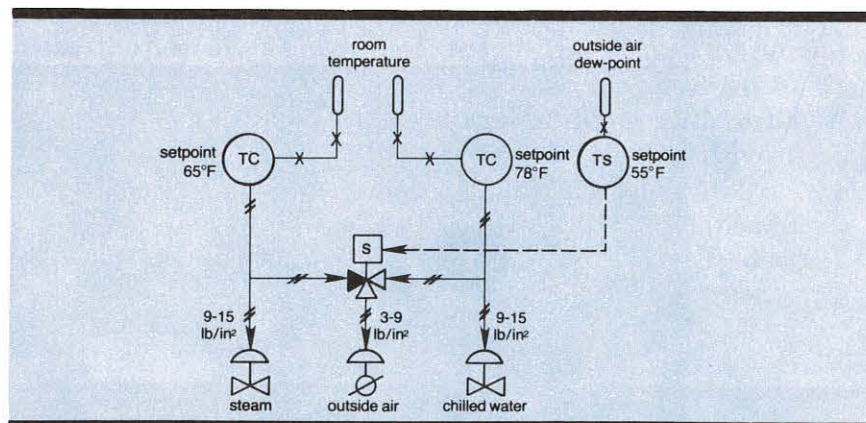 room
temperature
outside air
dew-point
setpoint
65°F
TC
TC
setpoint
78°F
TS
setpoint
55°F
S
9-15
lb/in²
3-9
lb/in²
9-15
lb/in²
steam
outside air
chilled water